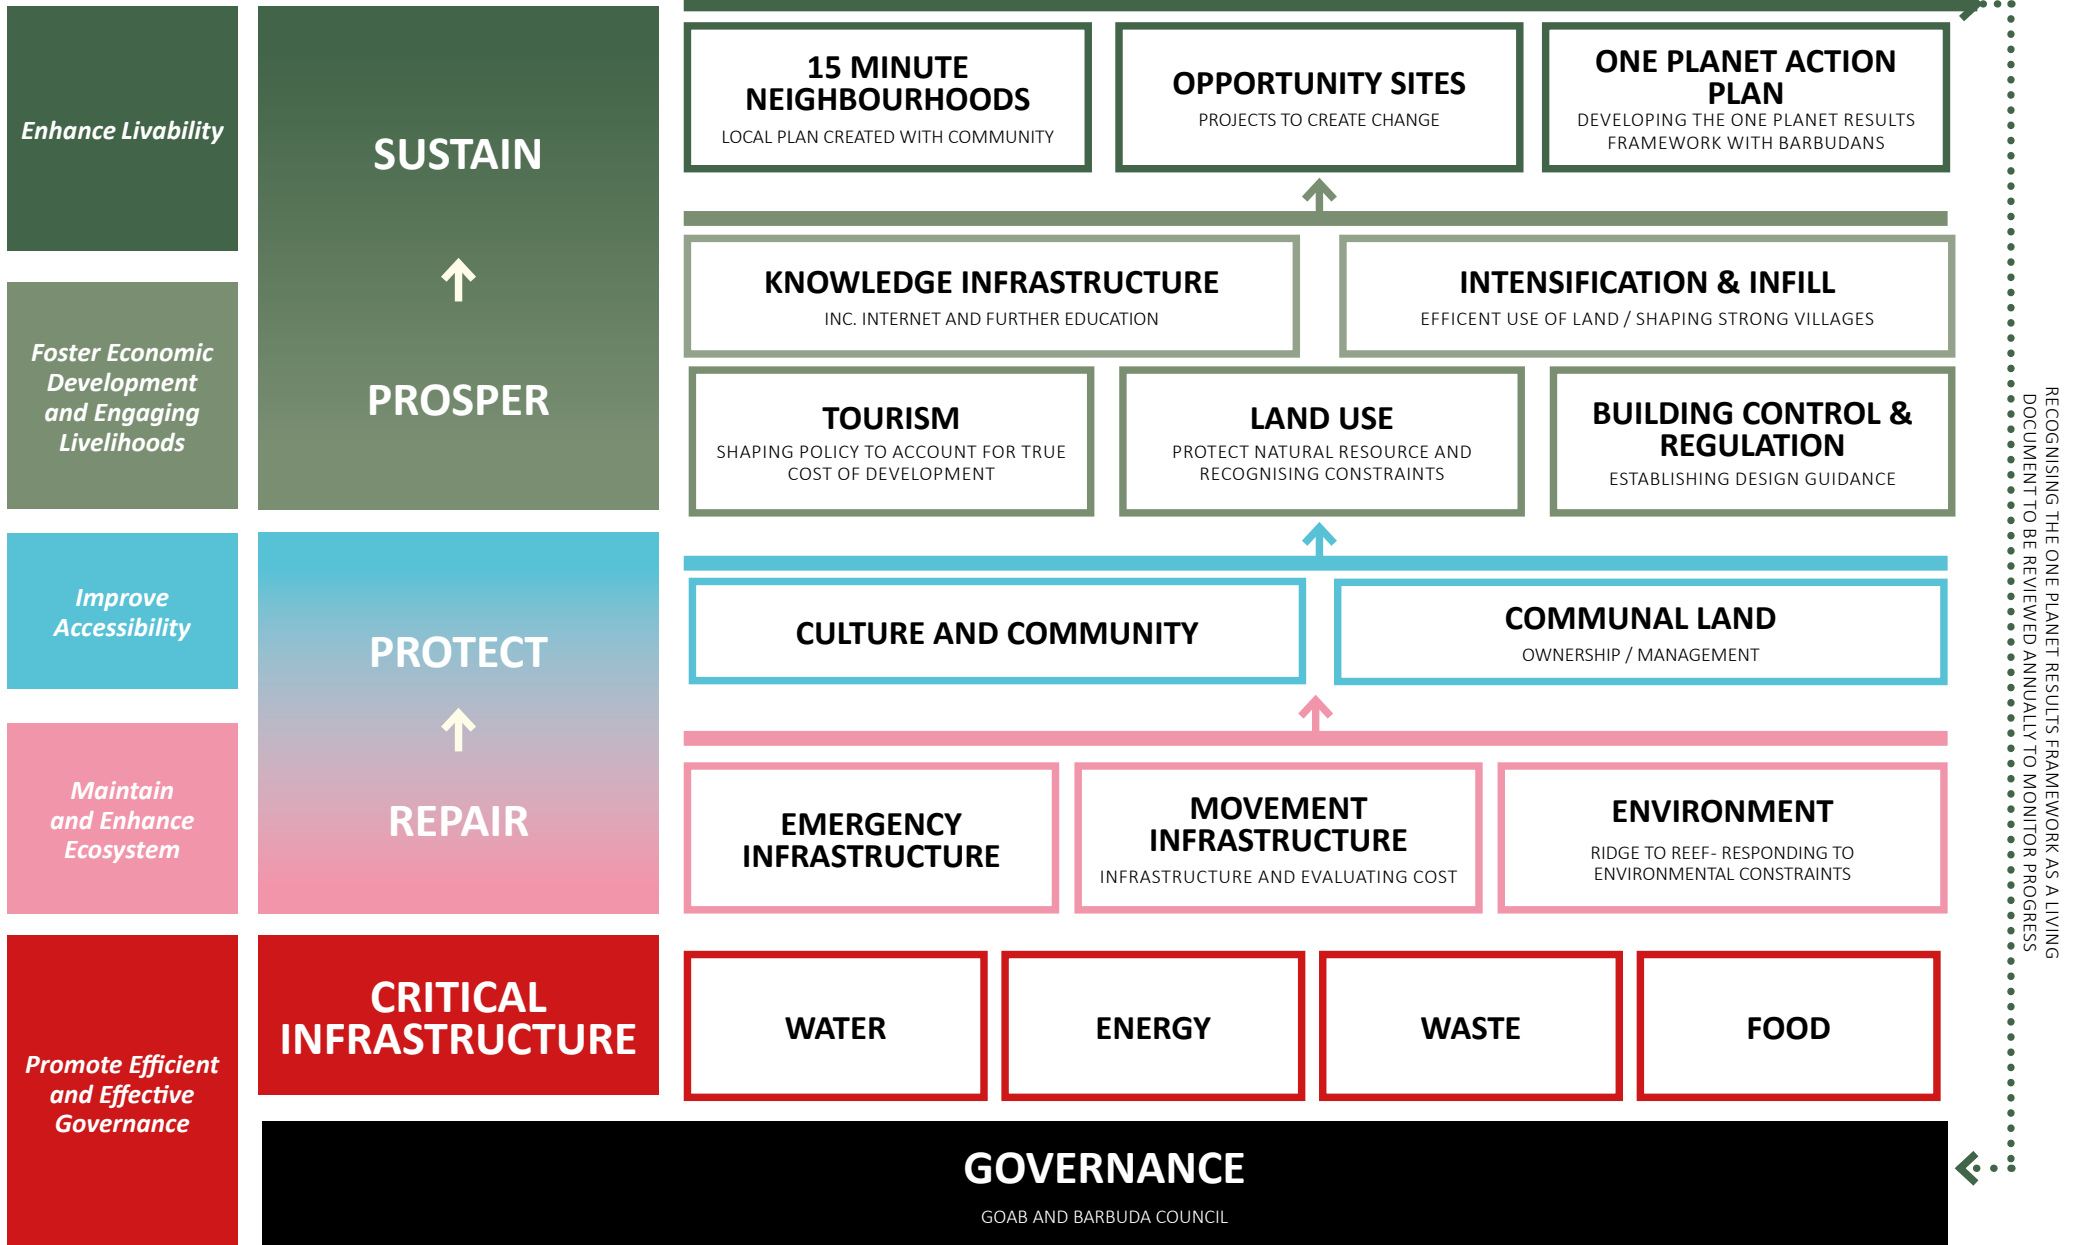 Enhance Livability
SUSTAIN
15 MINUTE
NEIGHBOURHOODS
LOCAL PLAN CREATED WITH COMMUNITY
OPPORTUNITY SITES
PROJECTS TO CREATE CHANGE
ONE PLANET ACTION
PLAN
DEVELOPING THE ONE PLANET RESULTS
FRAMEWORK WITH BARBUDANS
Foster Economic
Development
and Engaging
Livelihoods
PROSPER
KNOWLEDGE INFRASTRUCTURE
INC. INTERNET AND FURTHER EDUCATION
INTENSIFICATION & INFILL
EFFICENT USE OF LAND / SHAPING STRONG VILLAGES
TOURISM
SHAPING POLICY TO ACCOUNT FOR TRUE
COST OF DEVELOPMENT
LAND USE
PROTECT NATURAL RESOURCE AND
RECOGNISING CONSTRAINTS
BUILDING CONTROL &
REGULATION
ESTABLISHING DESIGN GUIDANCE
Improve
Accessibility
PROTECT
CULTURE AND COMMUNITY
COMMUNAL LAND
OWNERSHIP / MANAGEMENT
Maintain
and Enhance
Ecosystem
REPAIR
EMERGENCY
INFRASTRUCTURE
MOVEMENT
INFRASTRUCTURE
INFRASTRUCTURE AND EVALUATING COST
ENVIRONMENT
RIDGE TO REEF- RESPONDING TO
ENVIRONMENTAL CONSTRAINTS
Promote Efficient
and Effective
Governance
CRITICAL
INFRASTRUCTURE
WATER
ENERGY
WASTE
FOOD
GOVERNANCE
GOAB AND BARBUDA COUNCIL
RECOGNISING THE ONE PLANET RESULTS FRAMEWORK AS A LIVING
DOCUMENT TO BE REVIEWED ANNUALLY TO MONITOR PROGRESS